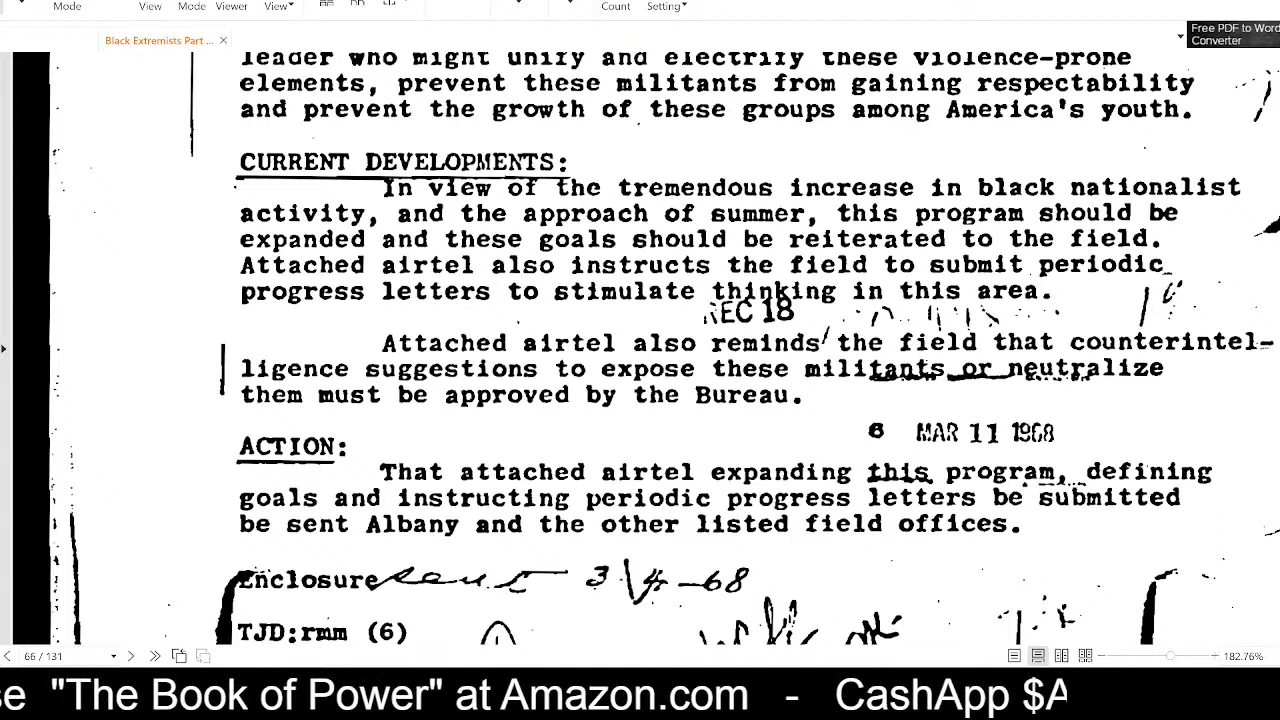 Mode
View
Mode
Viewer
View
Count
Setting
Free PDF to Word
Converter
Black Extremists Part ...
leader who might unify and electrify these violence-prone
elements, prevent these militants from gaining respectability
and prevent the growth of these groups among America's youth.
CURRENT DEVELOPMENTS:
In view of the tremendous increase in black nationalist
activity, and the approach of summer, this program should be
expanded and these goals should be reiterated to the field.
Attached airtel also instructs the field to submit periodic
progress letters to stimulate thinking in this area.
EC 18
Attached airtel also reminds the field that counterintel-
ligence suggestions to expose these militants or neutralize
them must be approved by the Bureau.
6 MAR 11 1968
ACTION:
That attached airtel expanding this program, defining
goals and instructing periodic progress letters be submitted
be sent Albany and the other listed field offices.
Enclosure sent 3/4-68
TJD:rmm (6)
66 / 131
182.76%
se "The Book of Power" at Amazon.com - CashApp $A